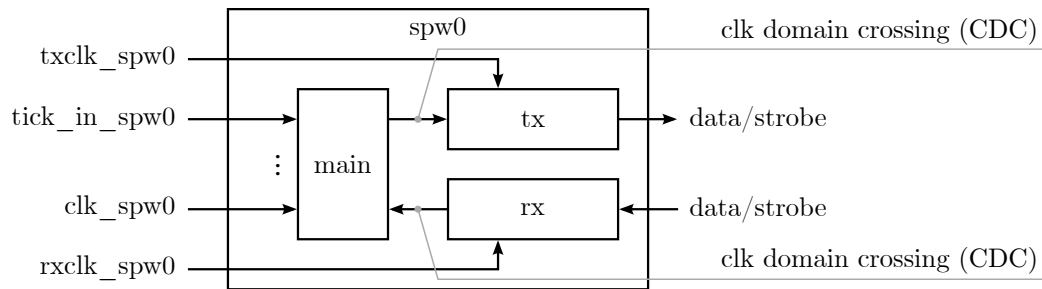 spw0
clk domain crossing (CDC)
txclk_spw0
tick_in_spw0
tx
data/strobe
⋮
main
clk_spw0
rx
data/strobe
rxclk_spw0
clk domain crossing (CDC)